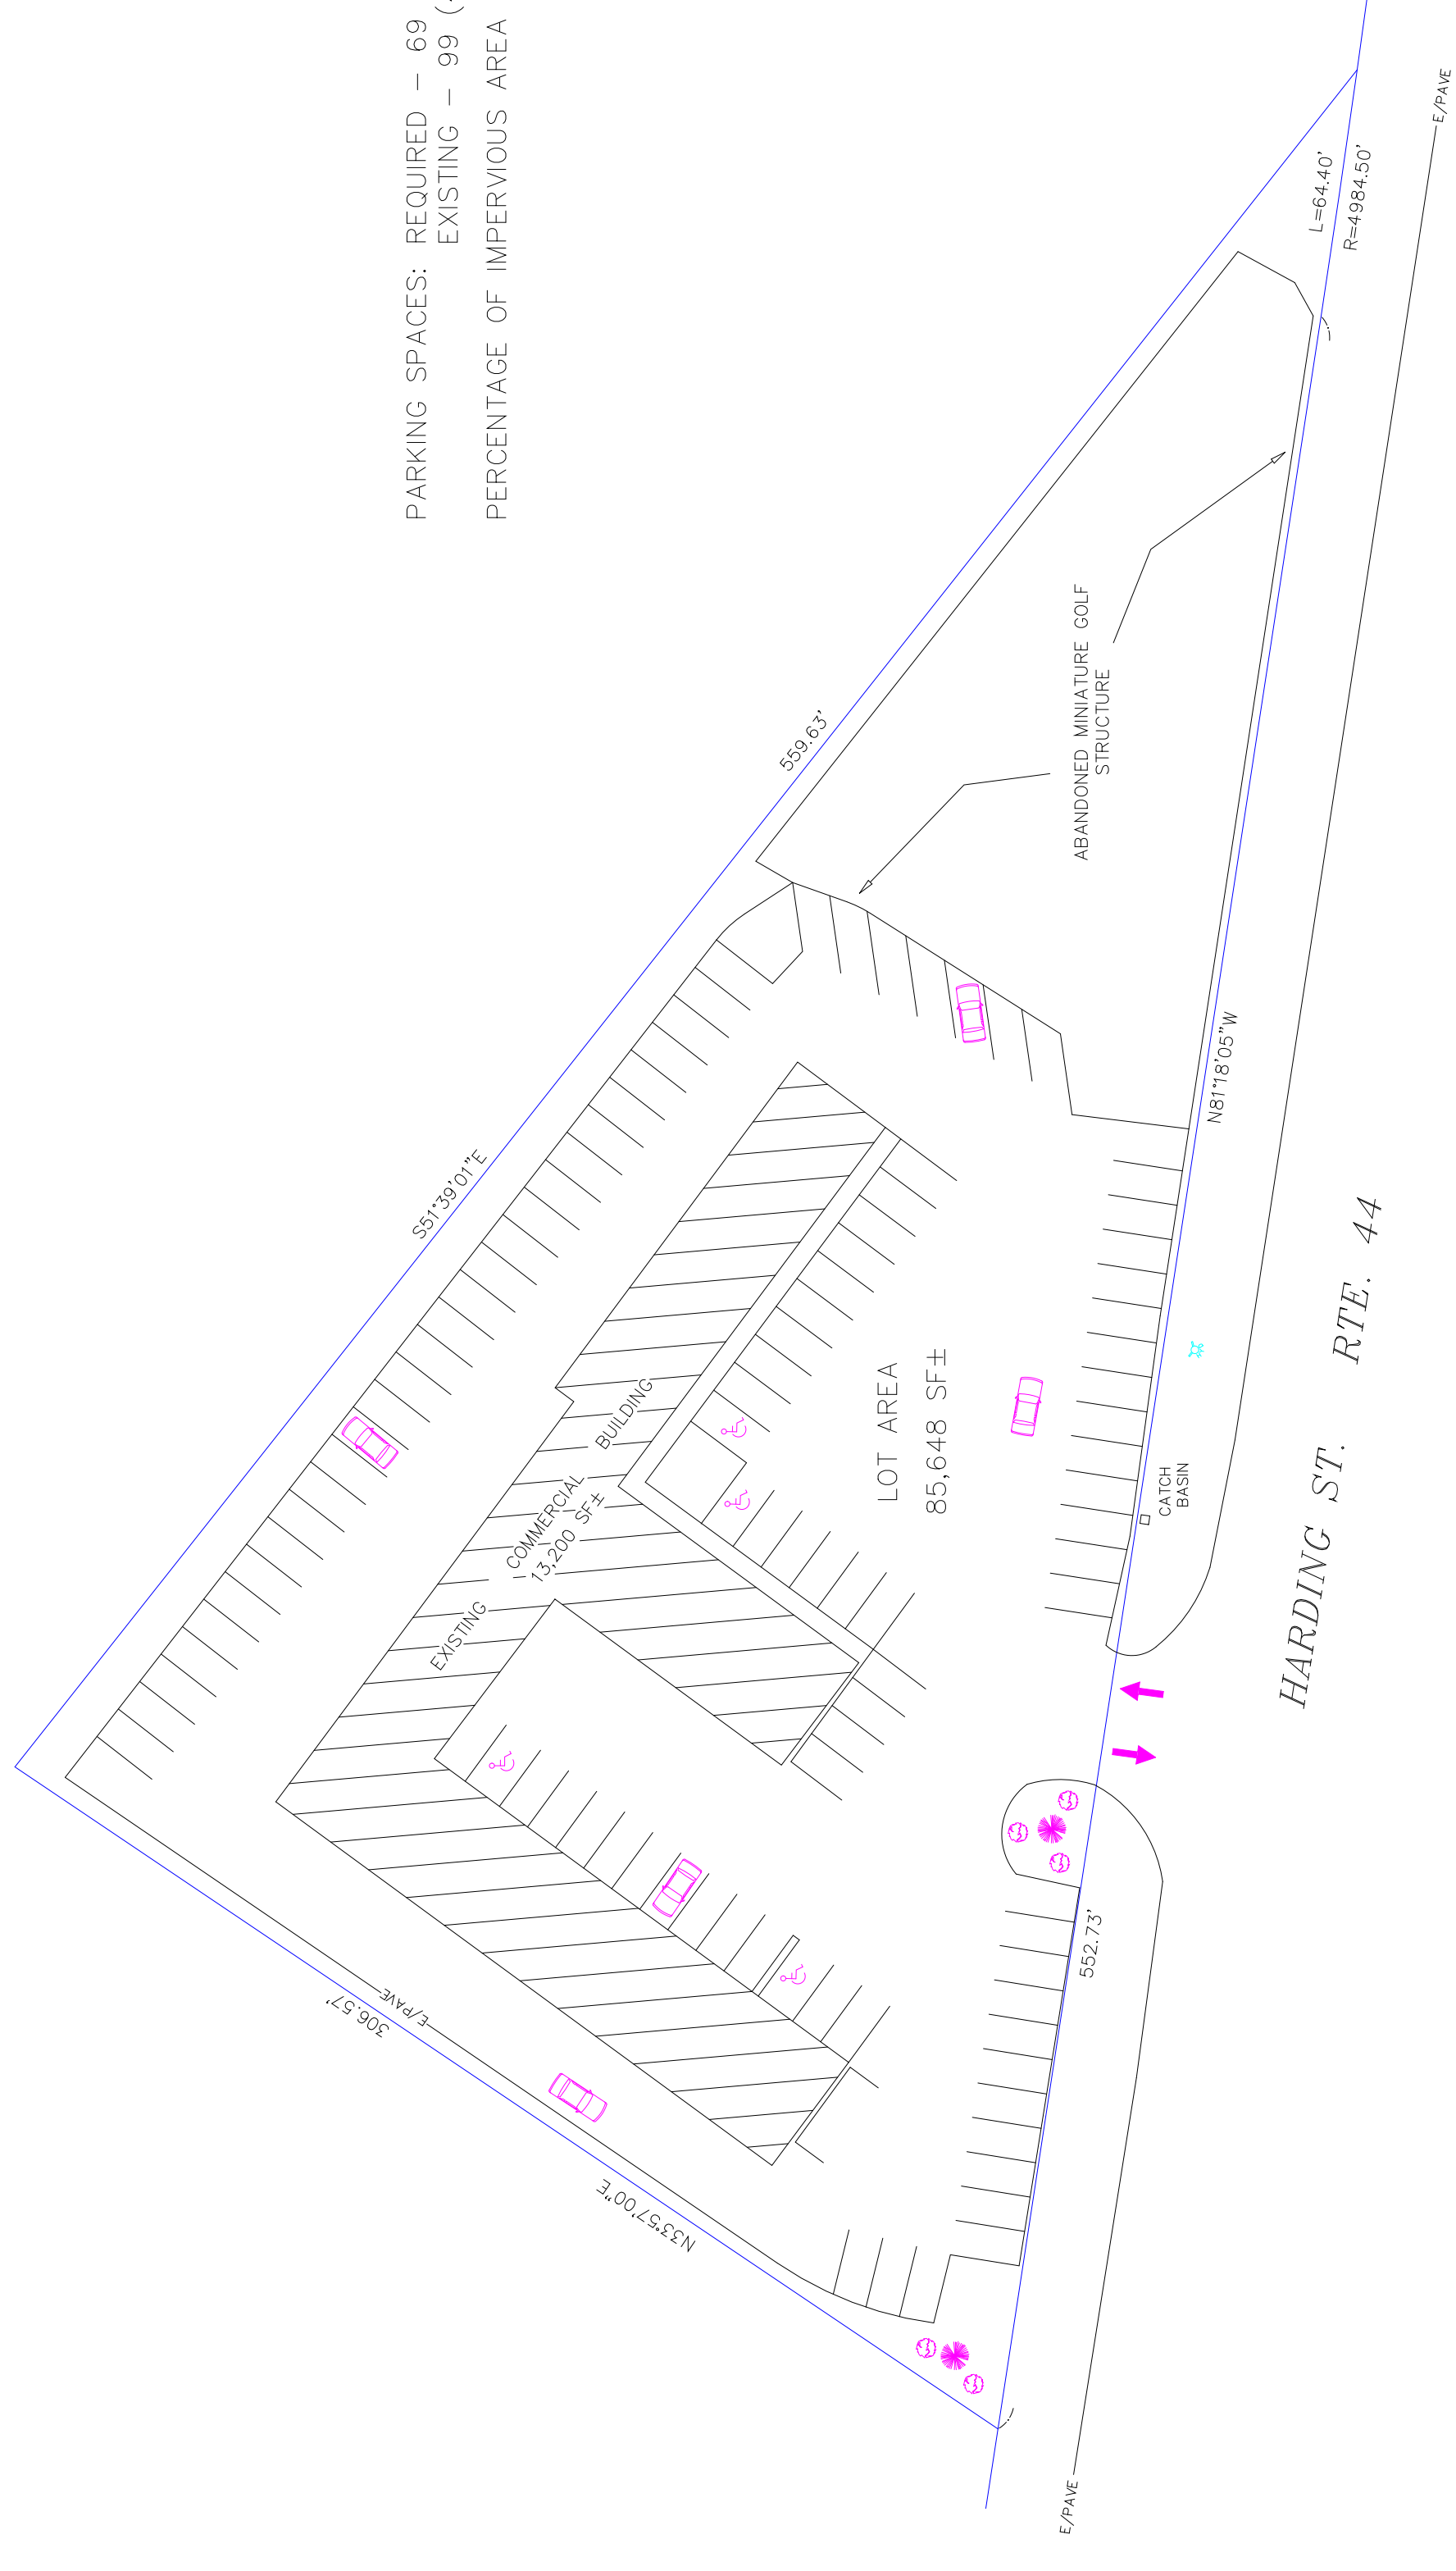 PARKING SPACES: REQUIRED – 69
EXISTING – 99 (
PERCENTAGE OF IMPERVIOUS AREA
L=64.40'
R=4984.50'
E/PAVE
559.63'
ABANDONED MINIATURE GOLF
STRUCTURE
S51°39'01"E
N81°18'05"W
EXISTING COMMERCIAL BUILDING
13,200 SF±
LOT AREA
85,648 SF±
CATCH
BASIN
HARDING ST. RTE. 44
306.57'
E/PAVE
N33°57'00"E
552.73'
E/PAVE